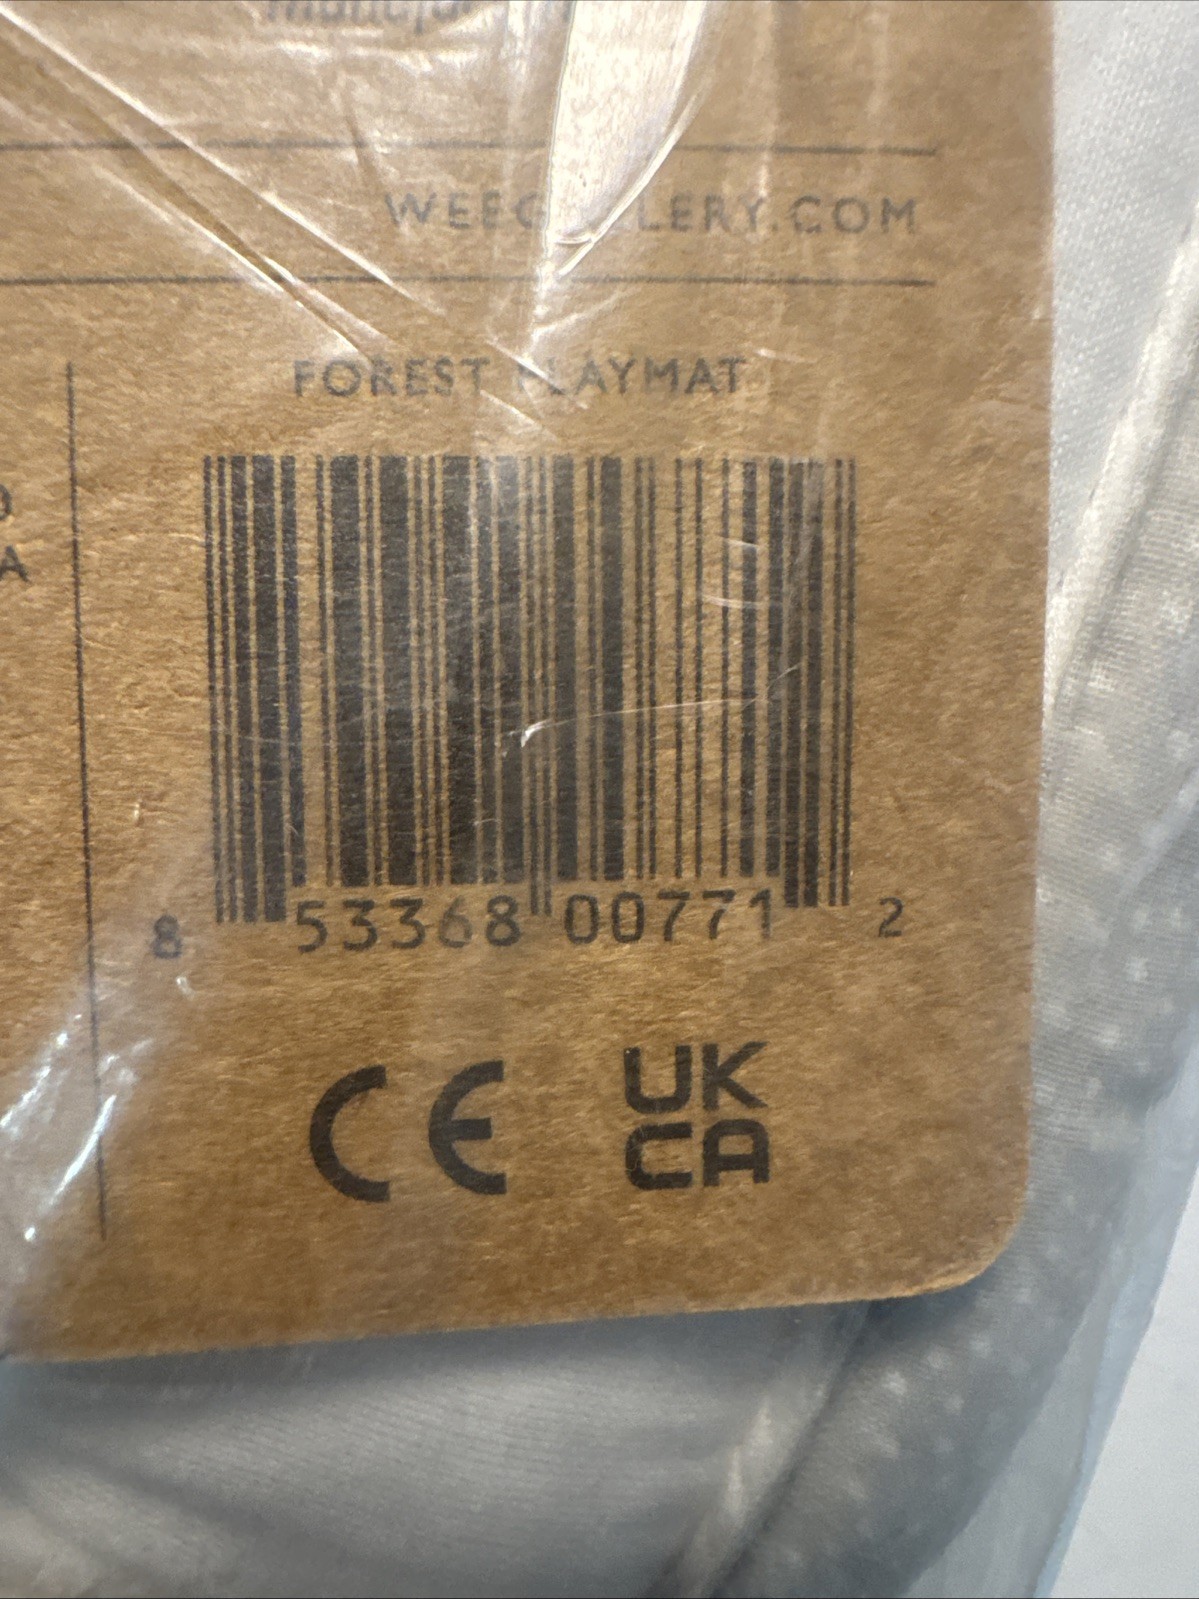 WEEGALLERY.COM
FOREST PLAYMAT
8 53368 00771 2
CE
UK
CA